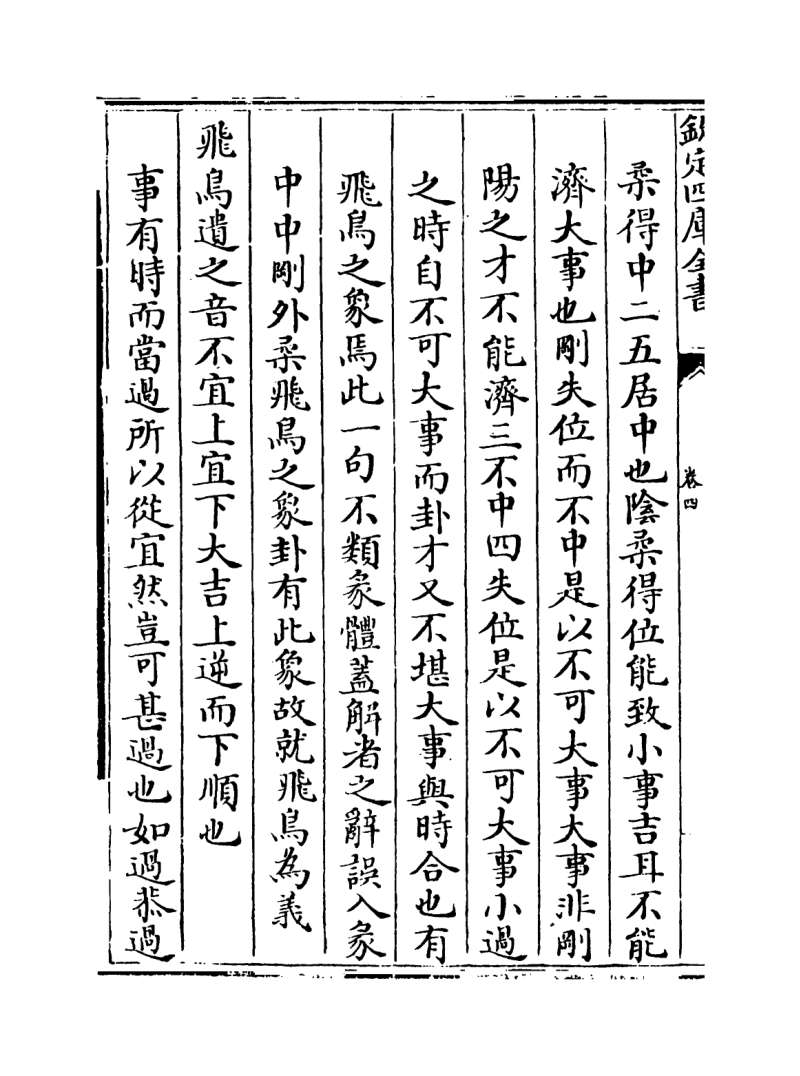 欽定四庫全書
卷四
柔得中二五居中也陰柔得位能致小事吉耳不能
濟大事也剛失位而不中是以不可大事大事非剛
陽之才不能濟三不中四失位是以不可大事小過
之時自不可大事而卦才又不堪大事與時合也有
飛鳥之象焉此一句不類彖體蓋解者之辭誤入彖
中中剛外柔飛鳥之象卦有此象故就飛鳥為義
飛鳥遺之音不宜上宜下大吉上逆而下順也
事有時而當過所以從宜然豈可甚過也如過恭過